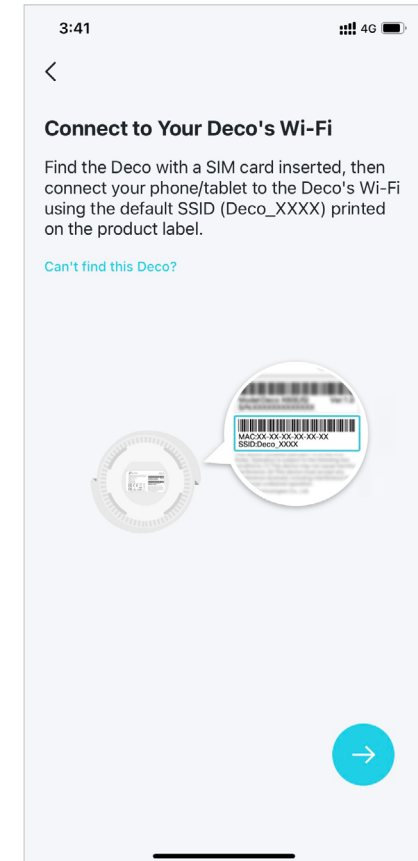 3:41
4G
Connect to Your Deco's Wi-Fi
Find the Deco with a SIM card inserted, then
connect your phone/tablet to the Deco's Wi-Fi
using the default SSID (Deco_XXXX) printed
on the product label.
Can't find this Deco?
MAC:XX-XX-XX-XX-XX-XX
SSID:Deco_XXXX